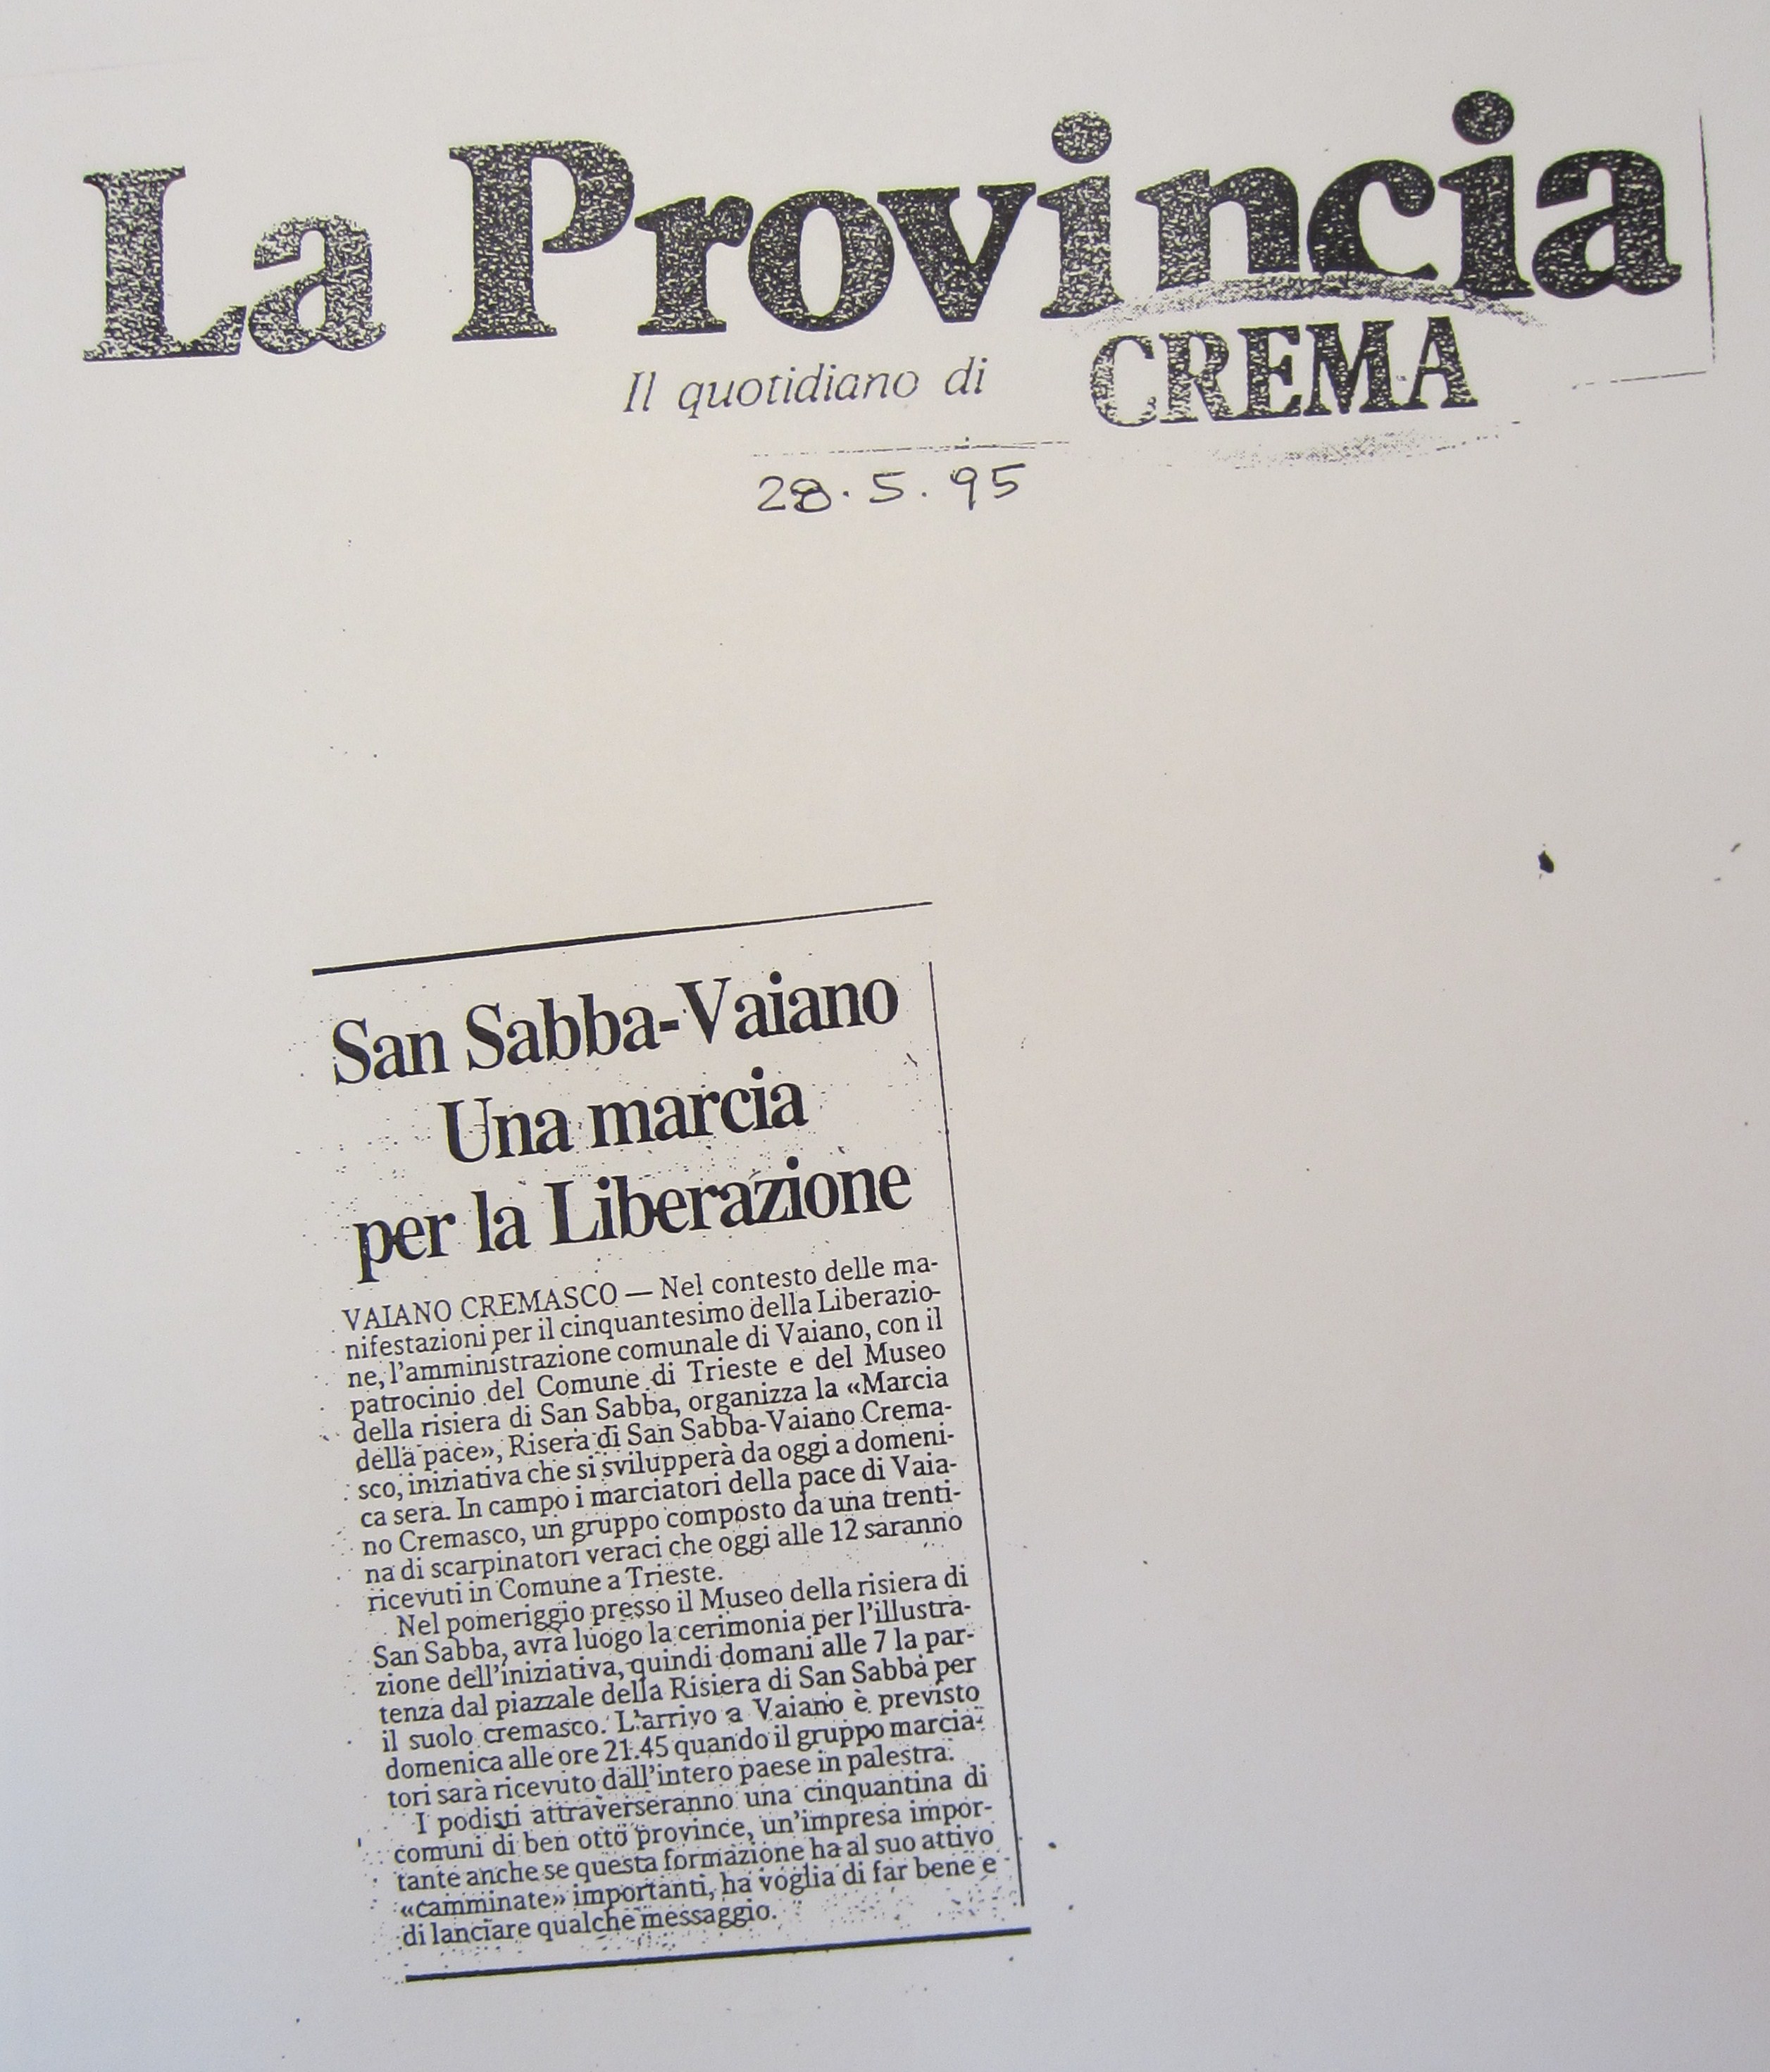 La Provincia
Il quotidiano di CREMA
28.5.95
San Sabba-Vaiano
Una marcia
per la Liberazione
VAIANO CREMASCO — Nel contesto delle ma-
nifestazioni per il cinquantesimo della Liberazio-
ne, l'amministrazione comunale di Vaiano, con il
patrocinio del Comune di Trieste e del Museo
della risiera di San Sabba, organizza la «Marcia
della pace», Risera di San Sabba-Vaiano Crema-
sco, iniziativa che si svilupperà da oggi a domeni-
ca sera. In campo i marciatori della pace di Vaia-
no Cremasco, un gruppo composto da una trenti-
na di scarpinatori veraci che oggi alle 12 saranno
ricevuti in Comune a Trieste.
Nel pomeriggio presso il Museo della risiera di
San Sabba, avrà luogo la cerimonia per l'illustra-
zione dell'iniziativa, quindi domani alle 7 la par-
tenza dal piazzale della Risiera di San Sabba per
il suolo cremasco. L'arrivo a Vaiano è previsto
domenica alle ore 21.45 quando il gruppo marcia-
tori sarà ricevuto dall'intero paese in palestra.
I podisti attraverseranno una cinquantina di
comuni di ben otto province, un'impresa impor-
tante anche se questa formazione ha al suo attivo
«camminate» importanti, ha voglia di far bene e
di lanciare qualche messaggio.